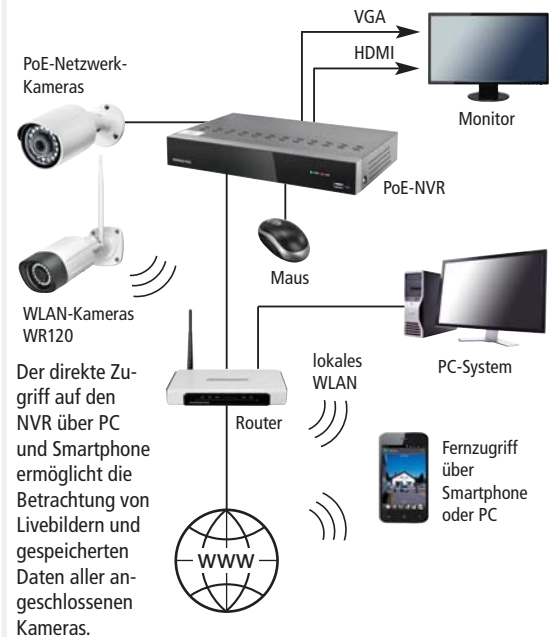 VGA
HDMI
PoE-Netzwerk-
Kameras
Monitor
PoE-NVR
Maus
WLAN-Kameras
WR120
PC-System
lokales
WLAN
Router
Der direkte Zu-
griff auf den
NVR über PC
und Smartphone
ermöglicht die
Betrachtung von
Livebildern und
gespeicherten
Daten aller an-
geschlossenen
Kameras.
Fernzugriff
über
Smartphone
oder PC
WWW